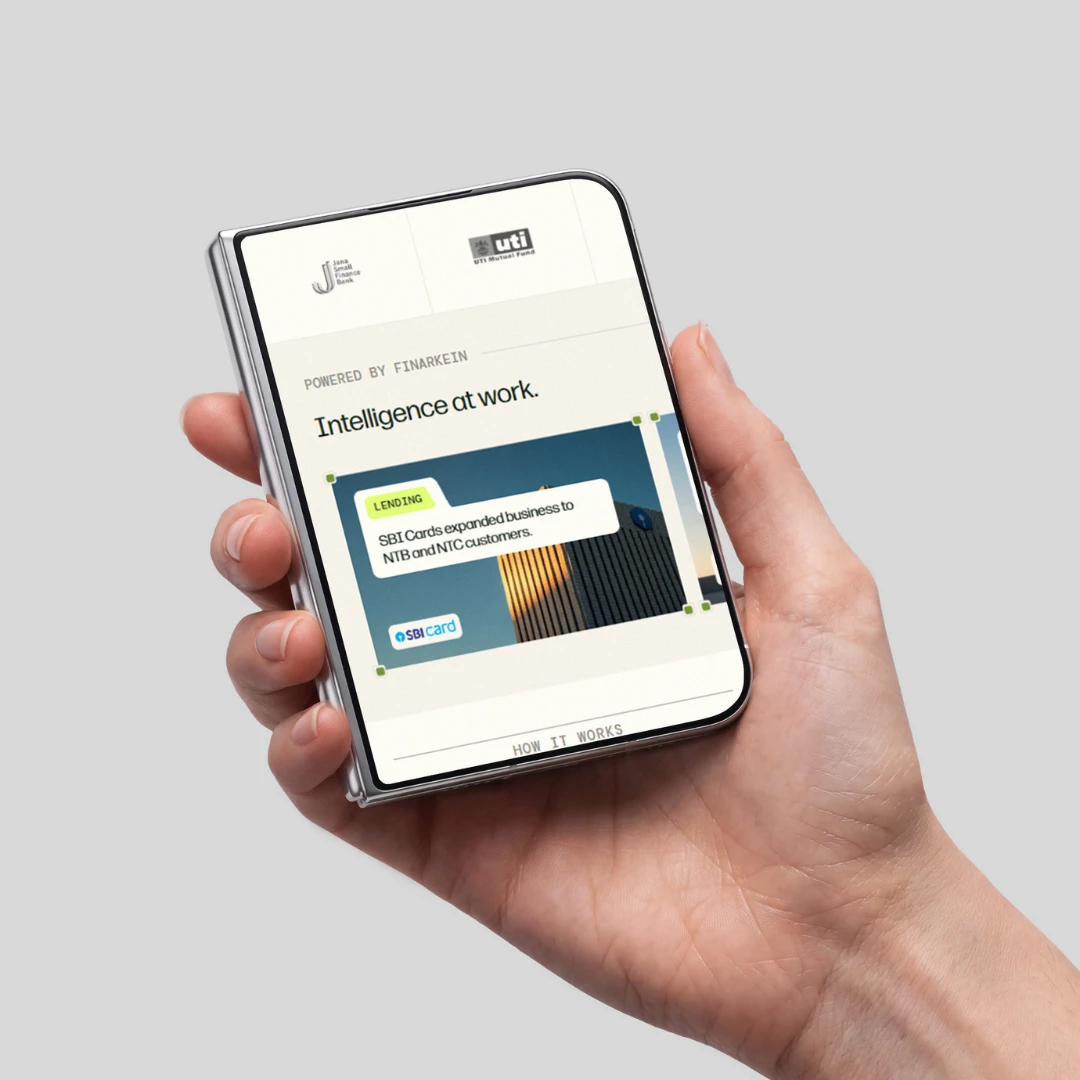 Jana
Small
Finance
Bank
uti
UTI Mutual Fund
POWERED BY FINARKEIN
Intelligence at work.
LENDING
SBI Cards expanded business to
NTB and NTC customers.
SBI card
HOW IT WORKS